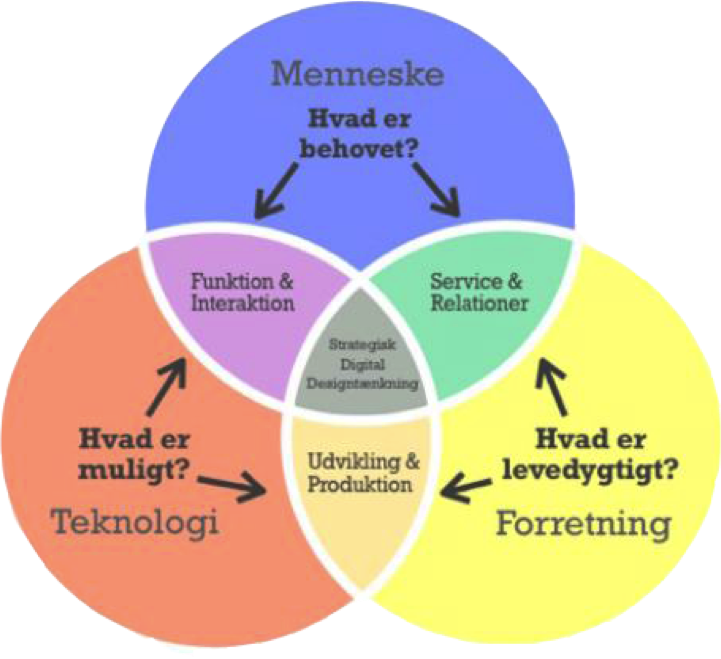 Menneske
Hvad er
behovet?
Funktion &
Interaktion
Service &
Relationer
Strategisk
Digital
Designtænkning
Hvad er
muligt?
Teknologi
Udvikling &
Produktion
Hvad er
levedygtigt?
Forretning